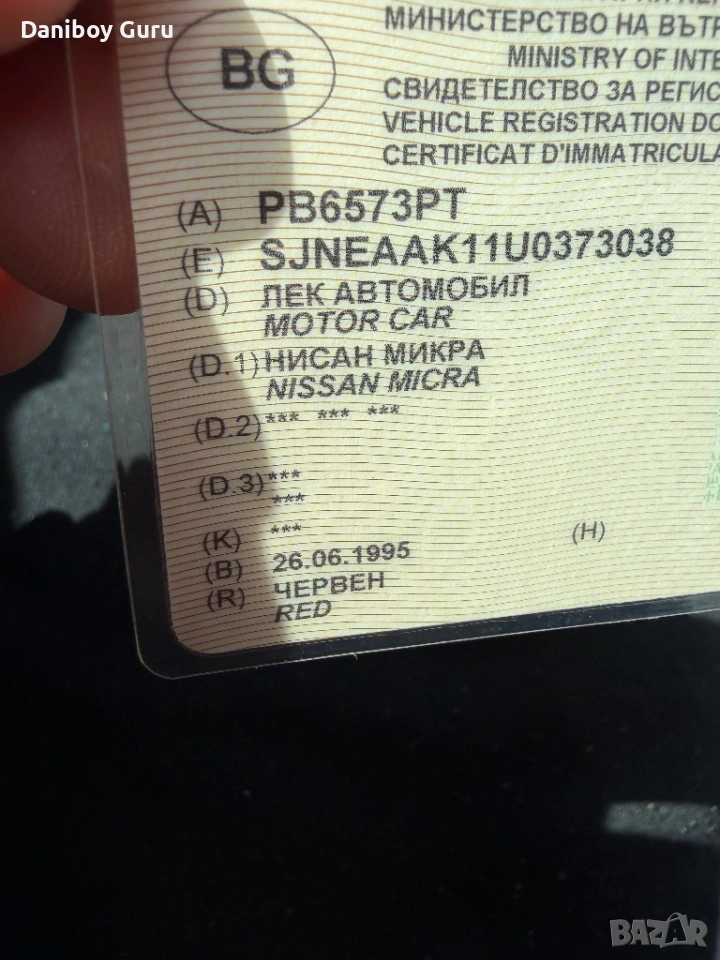 Daniboy Guru
BG
МИНИСТЕРСТВО НА ВЪТР
MINISTRY OF INTE
СВИДЕТЕЛСТВО ЗА РЕГИС
VEHICLE REGISTRATION DO
CERTIFICAT D'IMMATRICULA
(A) PB6573PT
(E) SJNEAAK11U0373038
(D) ЛЕК АВТОМОБИЛ
MOTOR CAR
(D.1) НИСАН МИКРА
NISSAN MICRA
(D.2) *** *** ***
(D.3) ***
***
(K) *** (H)
(B) 26.06.1995
(R) ЧЕРВЕН
RED
BAZAR